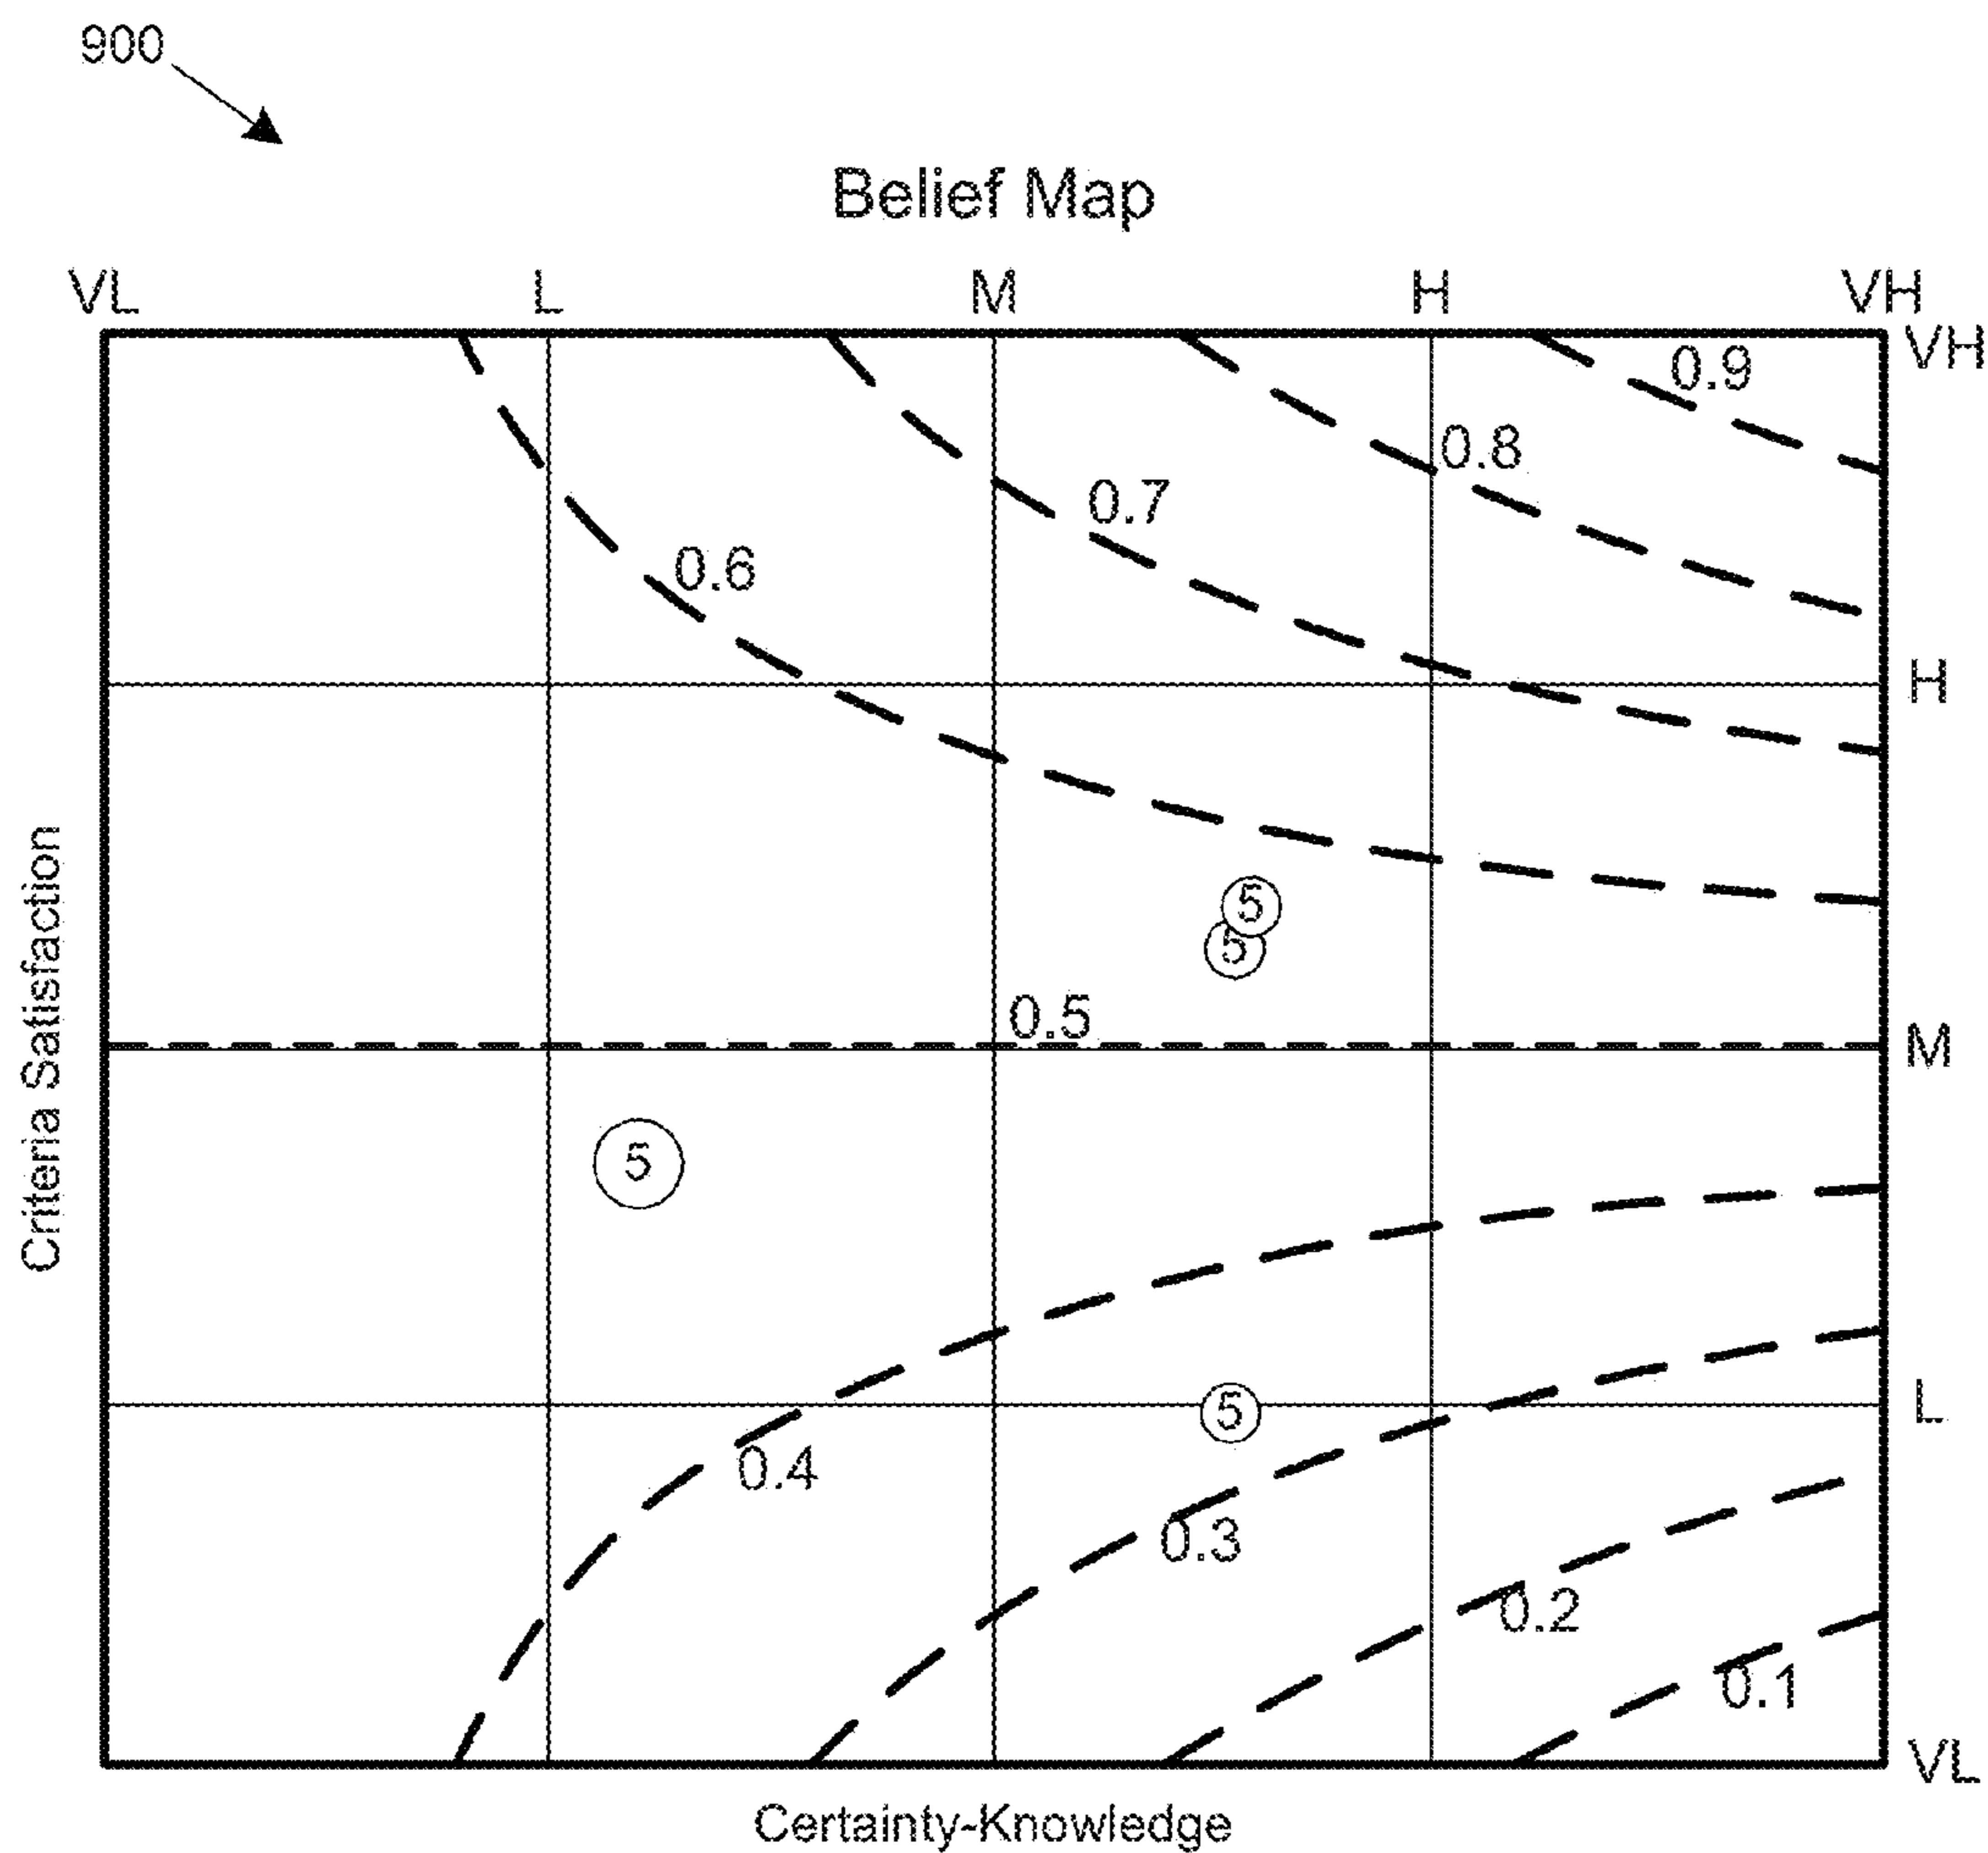 900
Belief Map
VL L M H VH
VH
0.9
0.8
0.7
0.6
H
5
5
0.5
M
Criteria Satisfaction
5
L
5
0.4
0.3
0.2
0.1
VL
Certainty-Knowledge